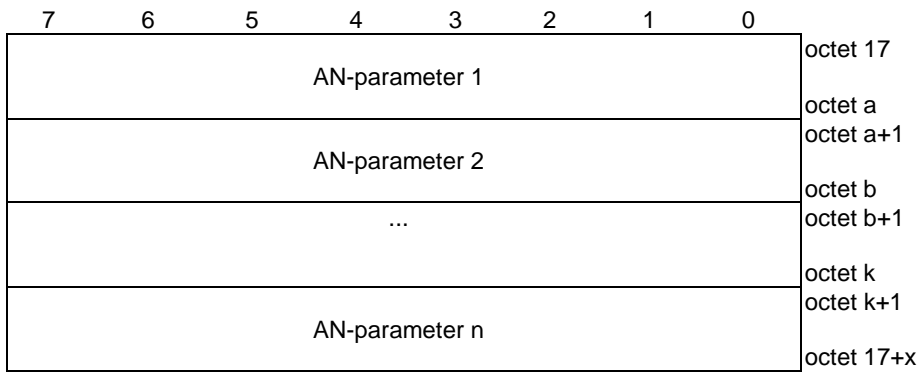 7 6 5 4 3 2 1 0
octet 17
AN-parameter 1
octet a
octet a+1
AN-parameter 2
octet b
... octet b+1
octet k
octet k+1
AN-parameter n
octet 17+x